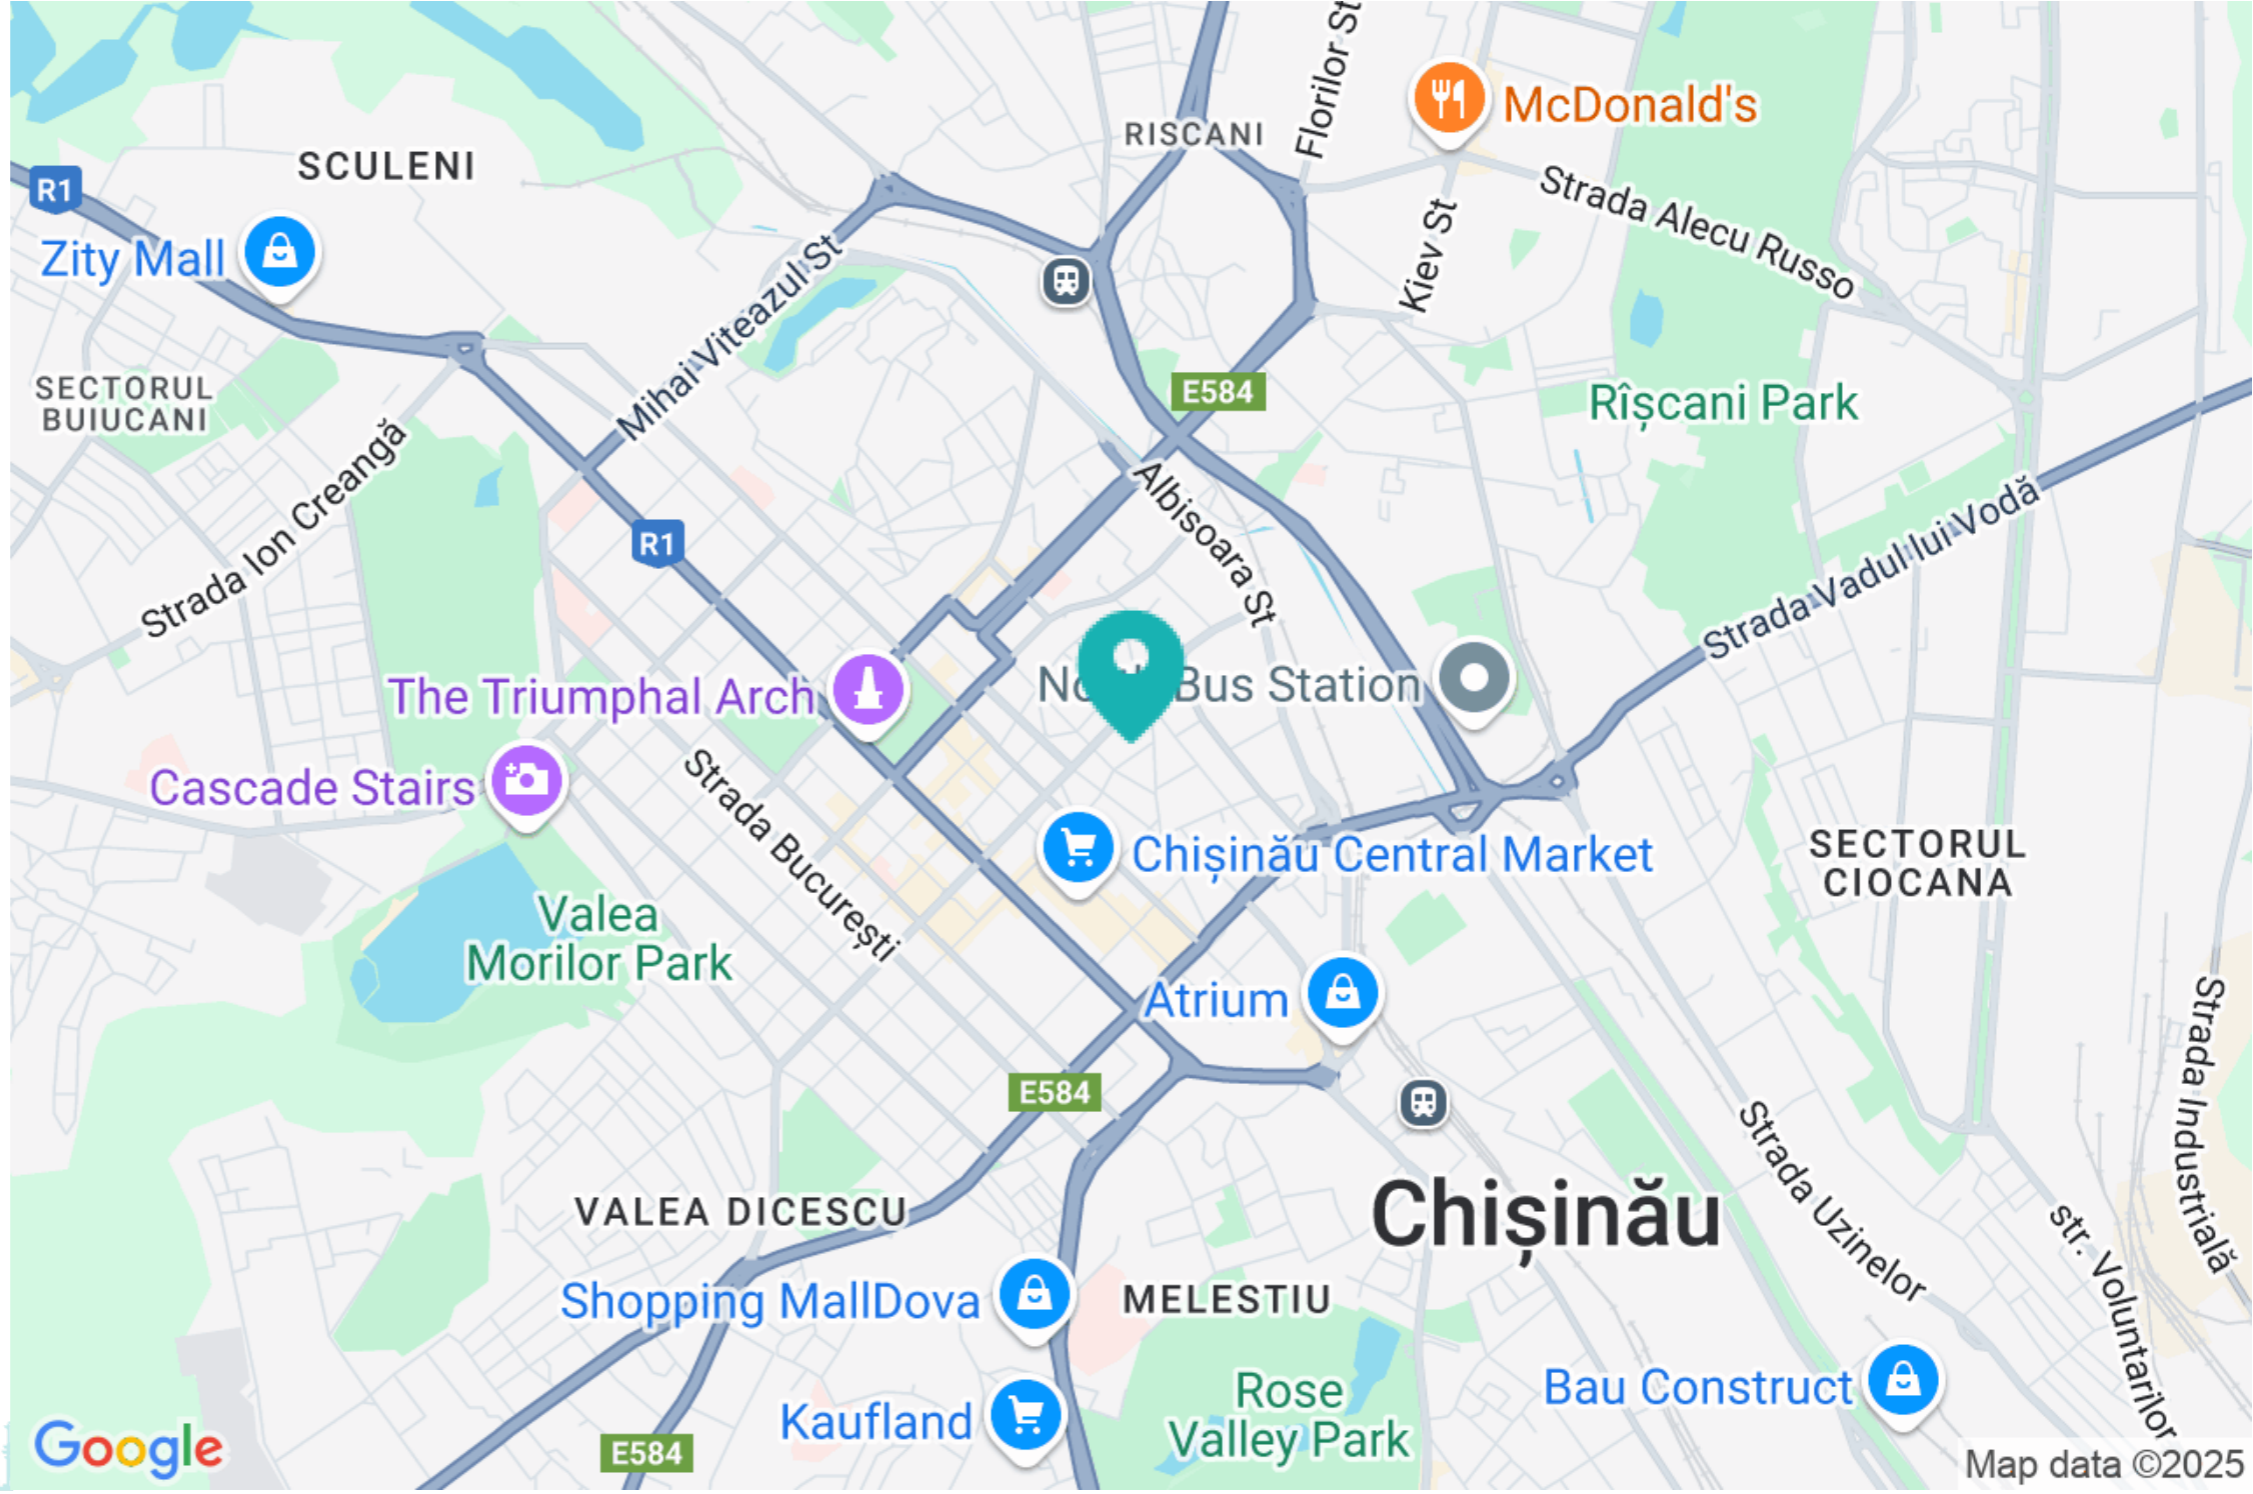 Florilor St
McDonald's
RISCANI
SCULENI
R1
Strada Alecu Russo
Zity Mall
Mihai Viteazul St
Kiev St
SECTORUL
BUIUCANI
E584
Rîșcani Park
Strada Ion Creangă
R1
Albisoara St
Strada Vadul lui Vodă
The Triumphal Arch
Bus Station
Cascade Stairs
Strada București
Chișinău Central Market
SECTORUL
CIOCANA
Valea
Morilor Park
Atrium
Strada Industrială
E584
Strada Uzinelor
VALEA DICESCU
Chișinău
str. Voluntarilor
Shopping MallDova
MELESTIU
Rose
Valley Park
Bau Construct
Kaufland
E584
Google
Map data ©2025